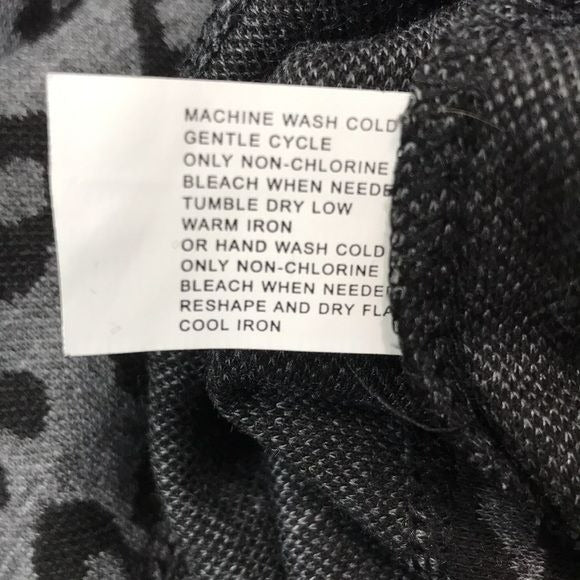 MACHINE WASH COLD
GENTLE CYCLE
ONLY NON-CHLORINE
BLEACH WHEN NEEDE
TUMBLE DRY LOW
WARM IRON
OR HAND WASH COLD
ONLY NON-CHLORINE
BLEACH WHEN NEEDED
RESHAPE AND DRY FLA
COOL IRON